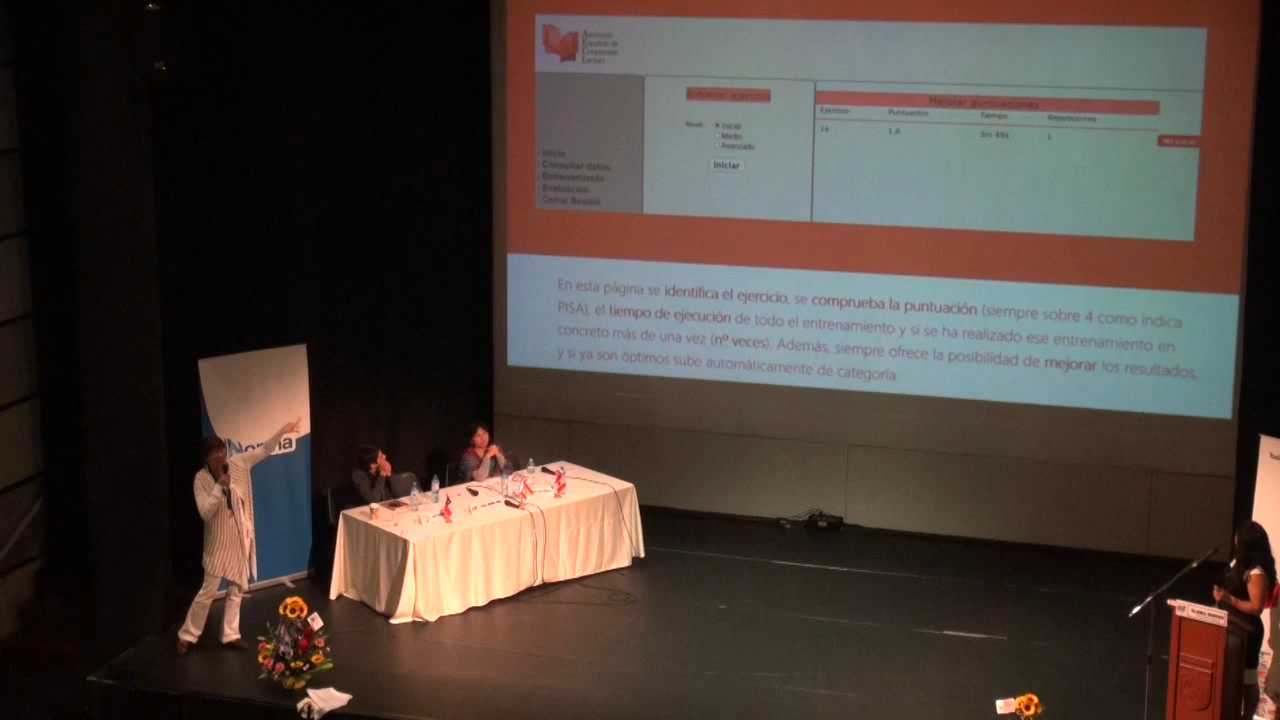 Asociación
Española de
Comprensión
Lectora
Entrenar ejercicio
Nivel:
Inicial
Medio
Avanzado
Iniciar
Inicio
Consultar datos
Entrenamiento
Evaluación
Cerrar Sesión
Mejorar puntuaciones
Ejercicio Puntuación Tiempo Repeticiones
1.6 3m 49s 1
En esta página se identifica el ejercicio, se comprueba la puntuación (siempre sobre 4 como indica
PISA), el tiempo de ejecución de todo el entrenamiento y si se ha realizado ese entrenamiento en
concreto más de una vez (nº veces). Además, siempre ofrece la posibilidad de mejorar los resultados,
y si ya son óptimos sube automáticamente de categoría.
Norma